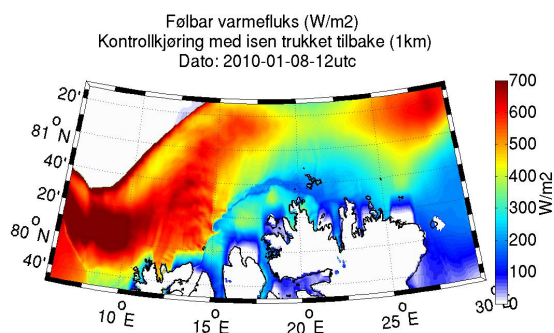 Følbar varmefluks (W/m2)
Kontrollkjøring med isen trukket tilbake (1km)
Dato: 2010-01-08-12utc
20'
81 o N
40'
20'
80 o N
40'
10 o E
15 o E
20 o E
25 o E
30 o E
700
600
500
400
300
200
100
0
W/m2